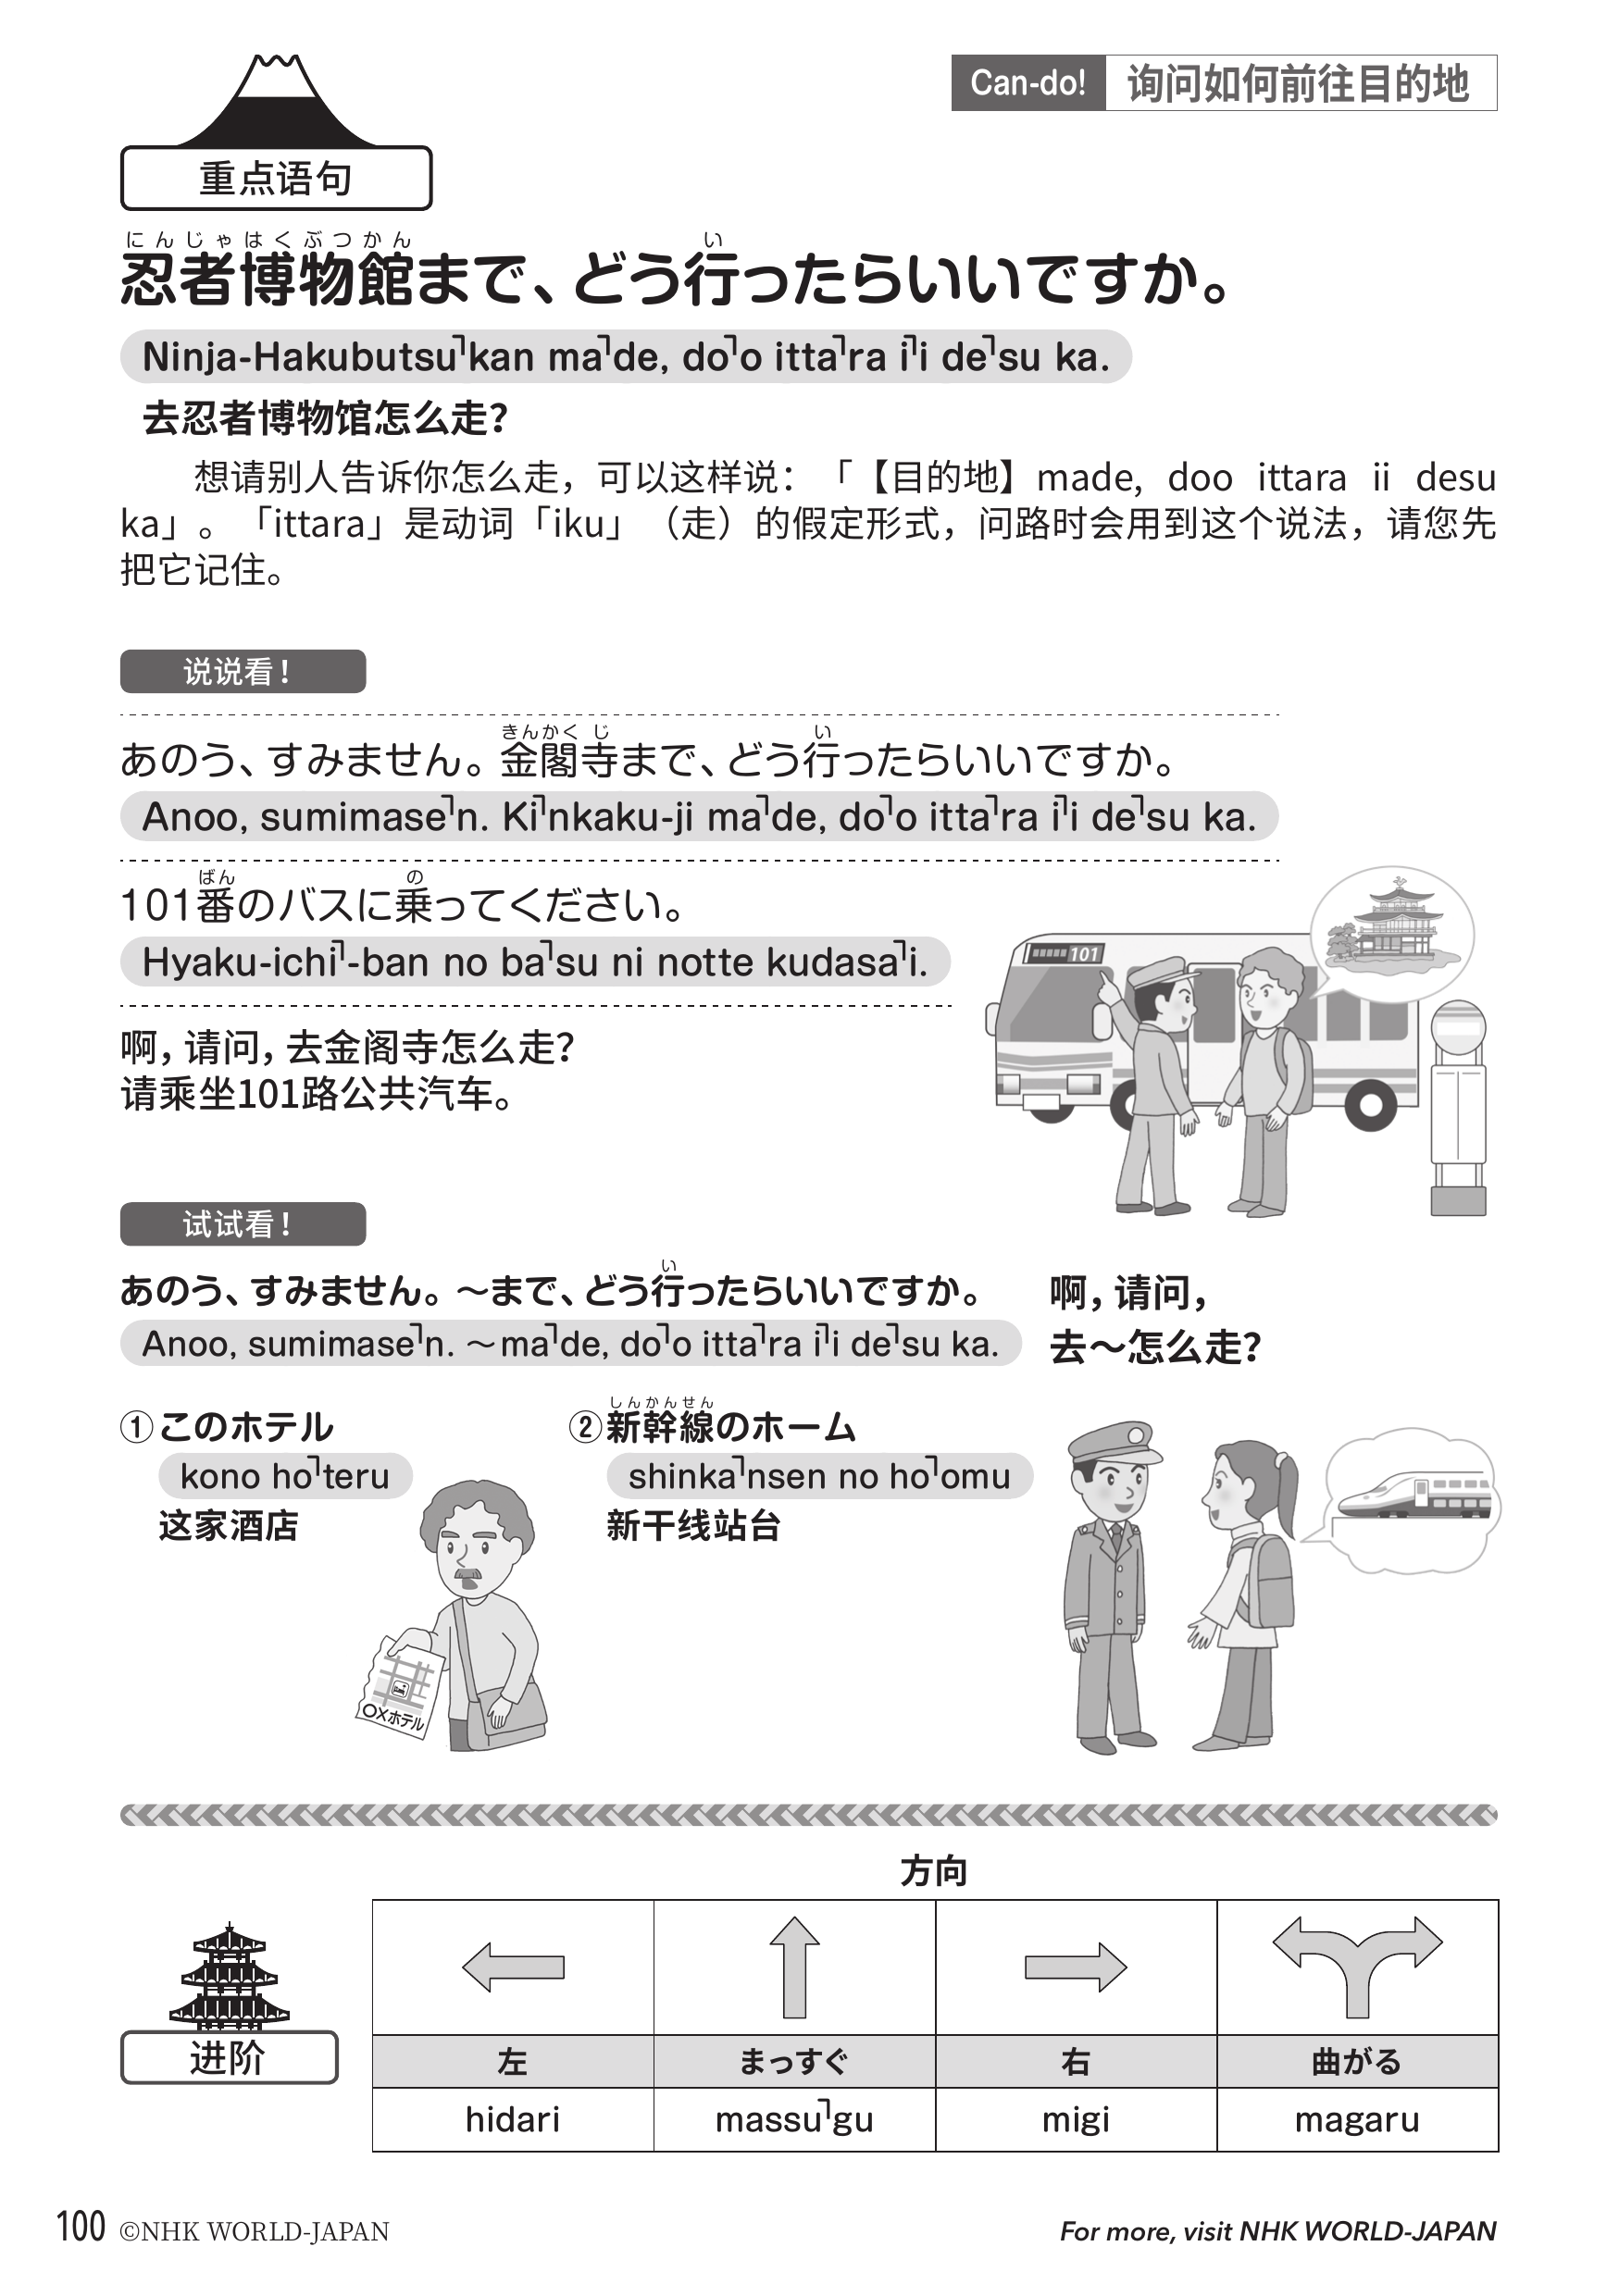 Can-do! 询问如何前往目的地
重点语句
にんじゃはくぶつかん い
忍者博物館まで、どう行ったらいいですか。
Ninja-Hakubutsu˥kan ma˥de, do˥o itta˥ra i˥i de˥su ka.
去忍者博物馆怎么走?
想请别人告诉你怎么走，可以这样说：「【目的地】made, doo ittara ii desu
ka」。「ittara」是动词「iku」（走）的假定形式，问路时会用到这个说法，请您先
把它记住。
说说看！
きんかく じ い
あのう、すみません。金閣寺まで、どう行ったらいいですか。
Anoo, sumimase˥n. Ki˥nkaku-ji ma˥de, do˥o itta˥ra i˥i de˥su ka.
ばん の
101番のバスに乗ってください。
Hyaku-ichi˥-ban no ba˥su ni notte kudasa˥i.
101
啊，请问，去金阁寺怎么走?
请乘坐101路公共汽车。
试试看！
い
あのう、すみません。～まで、どう行ったらいいですか。
Anoo, sumimase˥n. ～ma˥de, do˥o itta˥ra i˥i de˥su ka.
啊，请问，
去～怎么走?
①このホテル
kono ho˥teru
这家酒店
しんかんせん
②新幹線のホーム
shinka˥nsen no ho˥omu
新干线站台
○×ホテル
方向
进阶
左 まっすぐ 右 曲がる
hidari massu˥gu migi magaru
100 ©NHK WORLD-JAPAN
For more, visit NHK WORLD-JAPAN